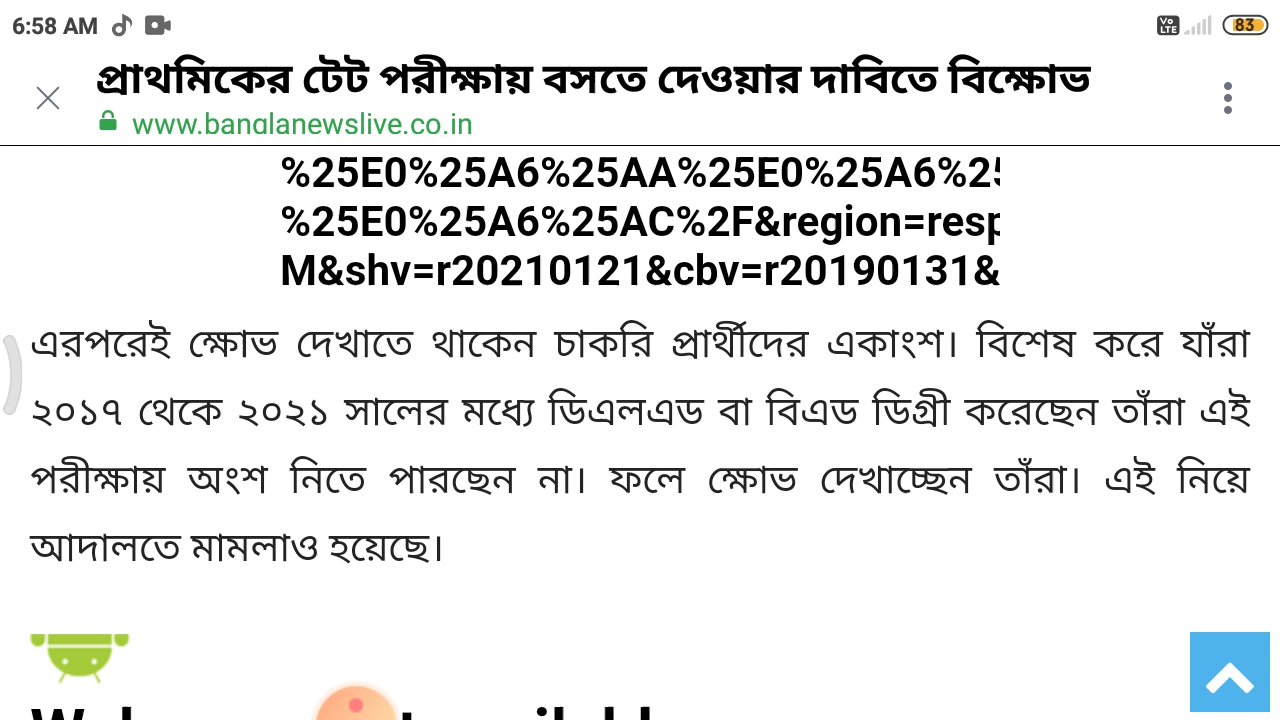 6:58 AM
Vo LTE 83
প্রাথমিকের টেট পরীক্ষায় বসতে দেওয়ার দাবিতে বিক্ষোভ
www.banglanewslive.co.in
%25E0%25A6%25AA%25E0%25A6%25
%25E0%25A6%25AC%2F&region=resp
M&shv=r20210121&cbv=r20190131&
এরপরেই ক্ষোভ দেখাতে থাকেন চাকরি প্রার্থীদের একাংশ। বিশেষ করে যাঁরা
২০১৭ থেকে ২০২১ সালের মধ্যে ডিএলএড বা বিএড ডিগ্রী করেছেন তাঁরা এই
পরীক্ষায় অংশ নিতে পারছেন না। ফলে ক্ষোভ দেখাচ্ছেন তাঁরা। এই নিয়ে
আদালতে মামলাও হয়েছে।